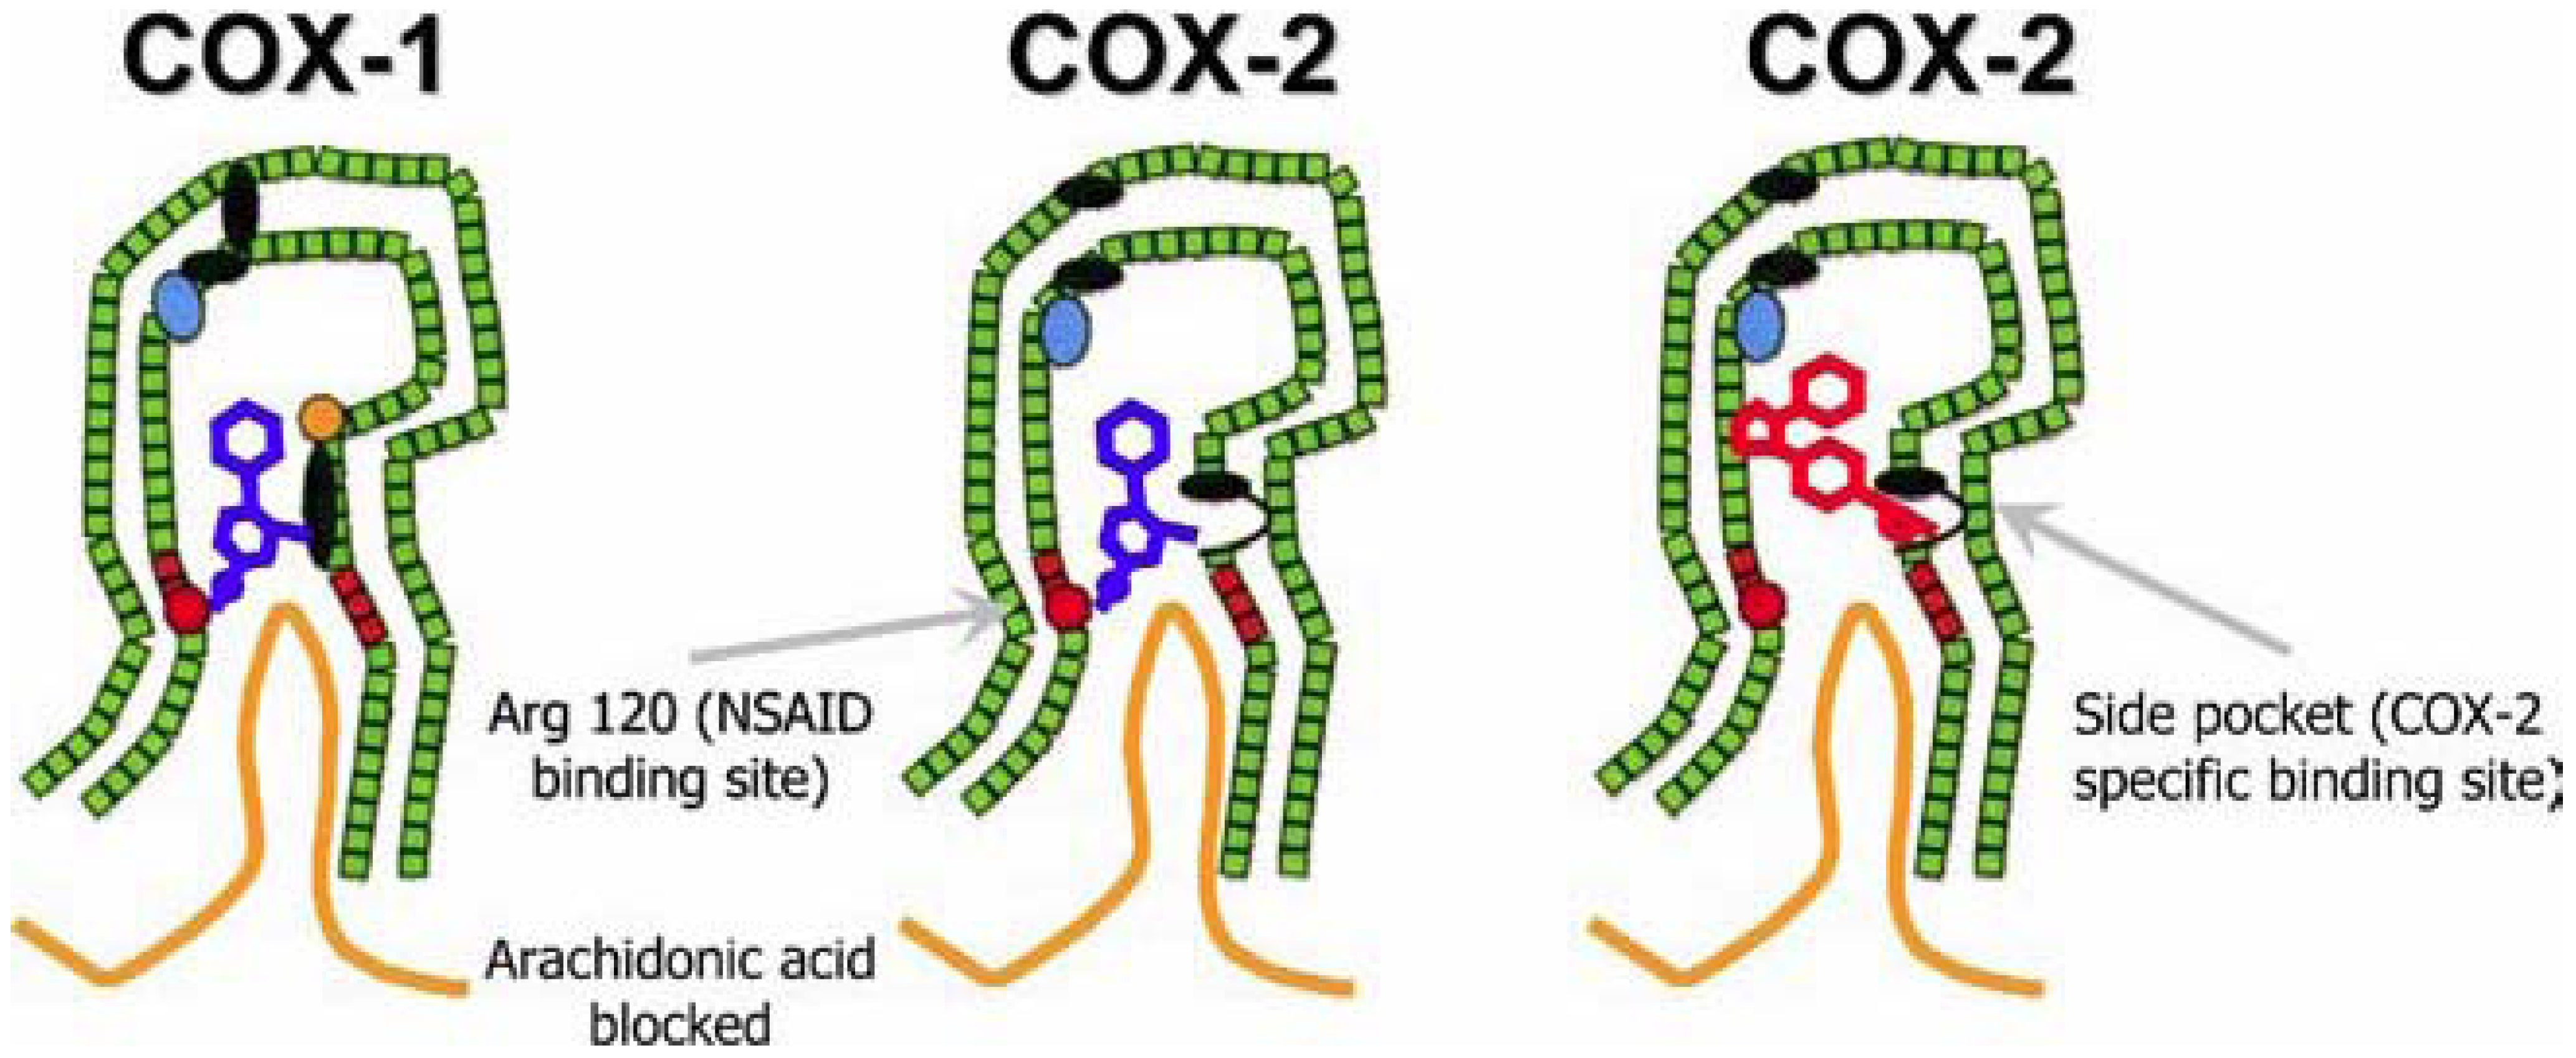 COX-1
COX-2
COX-2
Arg 120 (NSAID
binding site)
Side pocket (COX-2
specific binding site)
Arachidonic acid
blocked